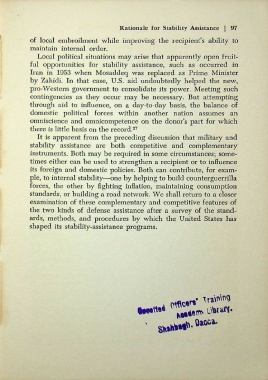 Rationale for Stability Assistance | 97
of local embroilment while improving the recipient's ability to
maintain internal order.
Local political situations may arise that apparently open fruit-
ful opportunities for stability assistance, such as occurred in
Iran in 1953 when Mosaddeq was replaced as Prime Minister
by Zahidi. In that case, U.S. aid undoubtedly helped the new,
pro-Western government to consolidate its power. Meeting such
contingencies as they occur may be necessary. But attempting
through aid to influence, on a day-to-day basis, the balance of
domestic political forces within another nation assumes an
omniscience and omnicompetence on the donor's part for which
there is little basis on the record.²⁷
It is apparent from the preceding discussion that military and
stability assistance are both competitive and complementary
instruments. Both may be required in some circumstances; some-
times either can be used to strengthen a recipient or to influence
its foreign and domestic policies. Both can contribute, for exam-
ple, to internal stability—one by helping to build counterguerrilla
forces, the other by fighting inflation, maintaining consumption
standards, or building a road network. We shall return to a closer
examination of these complementary and competitive features of
the two kinds of defense assistance after a survey of the stand-
ards, methods, and procedures by which the United States has
shaped its stability-assistance programs.
Gazetted Officers' Training
Academy Library.
Shahbagh, Dacca.